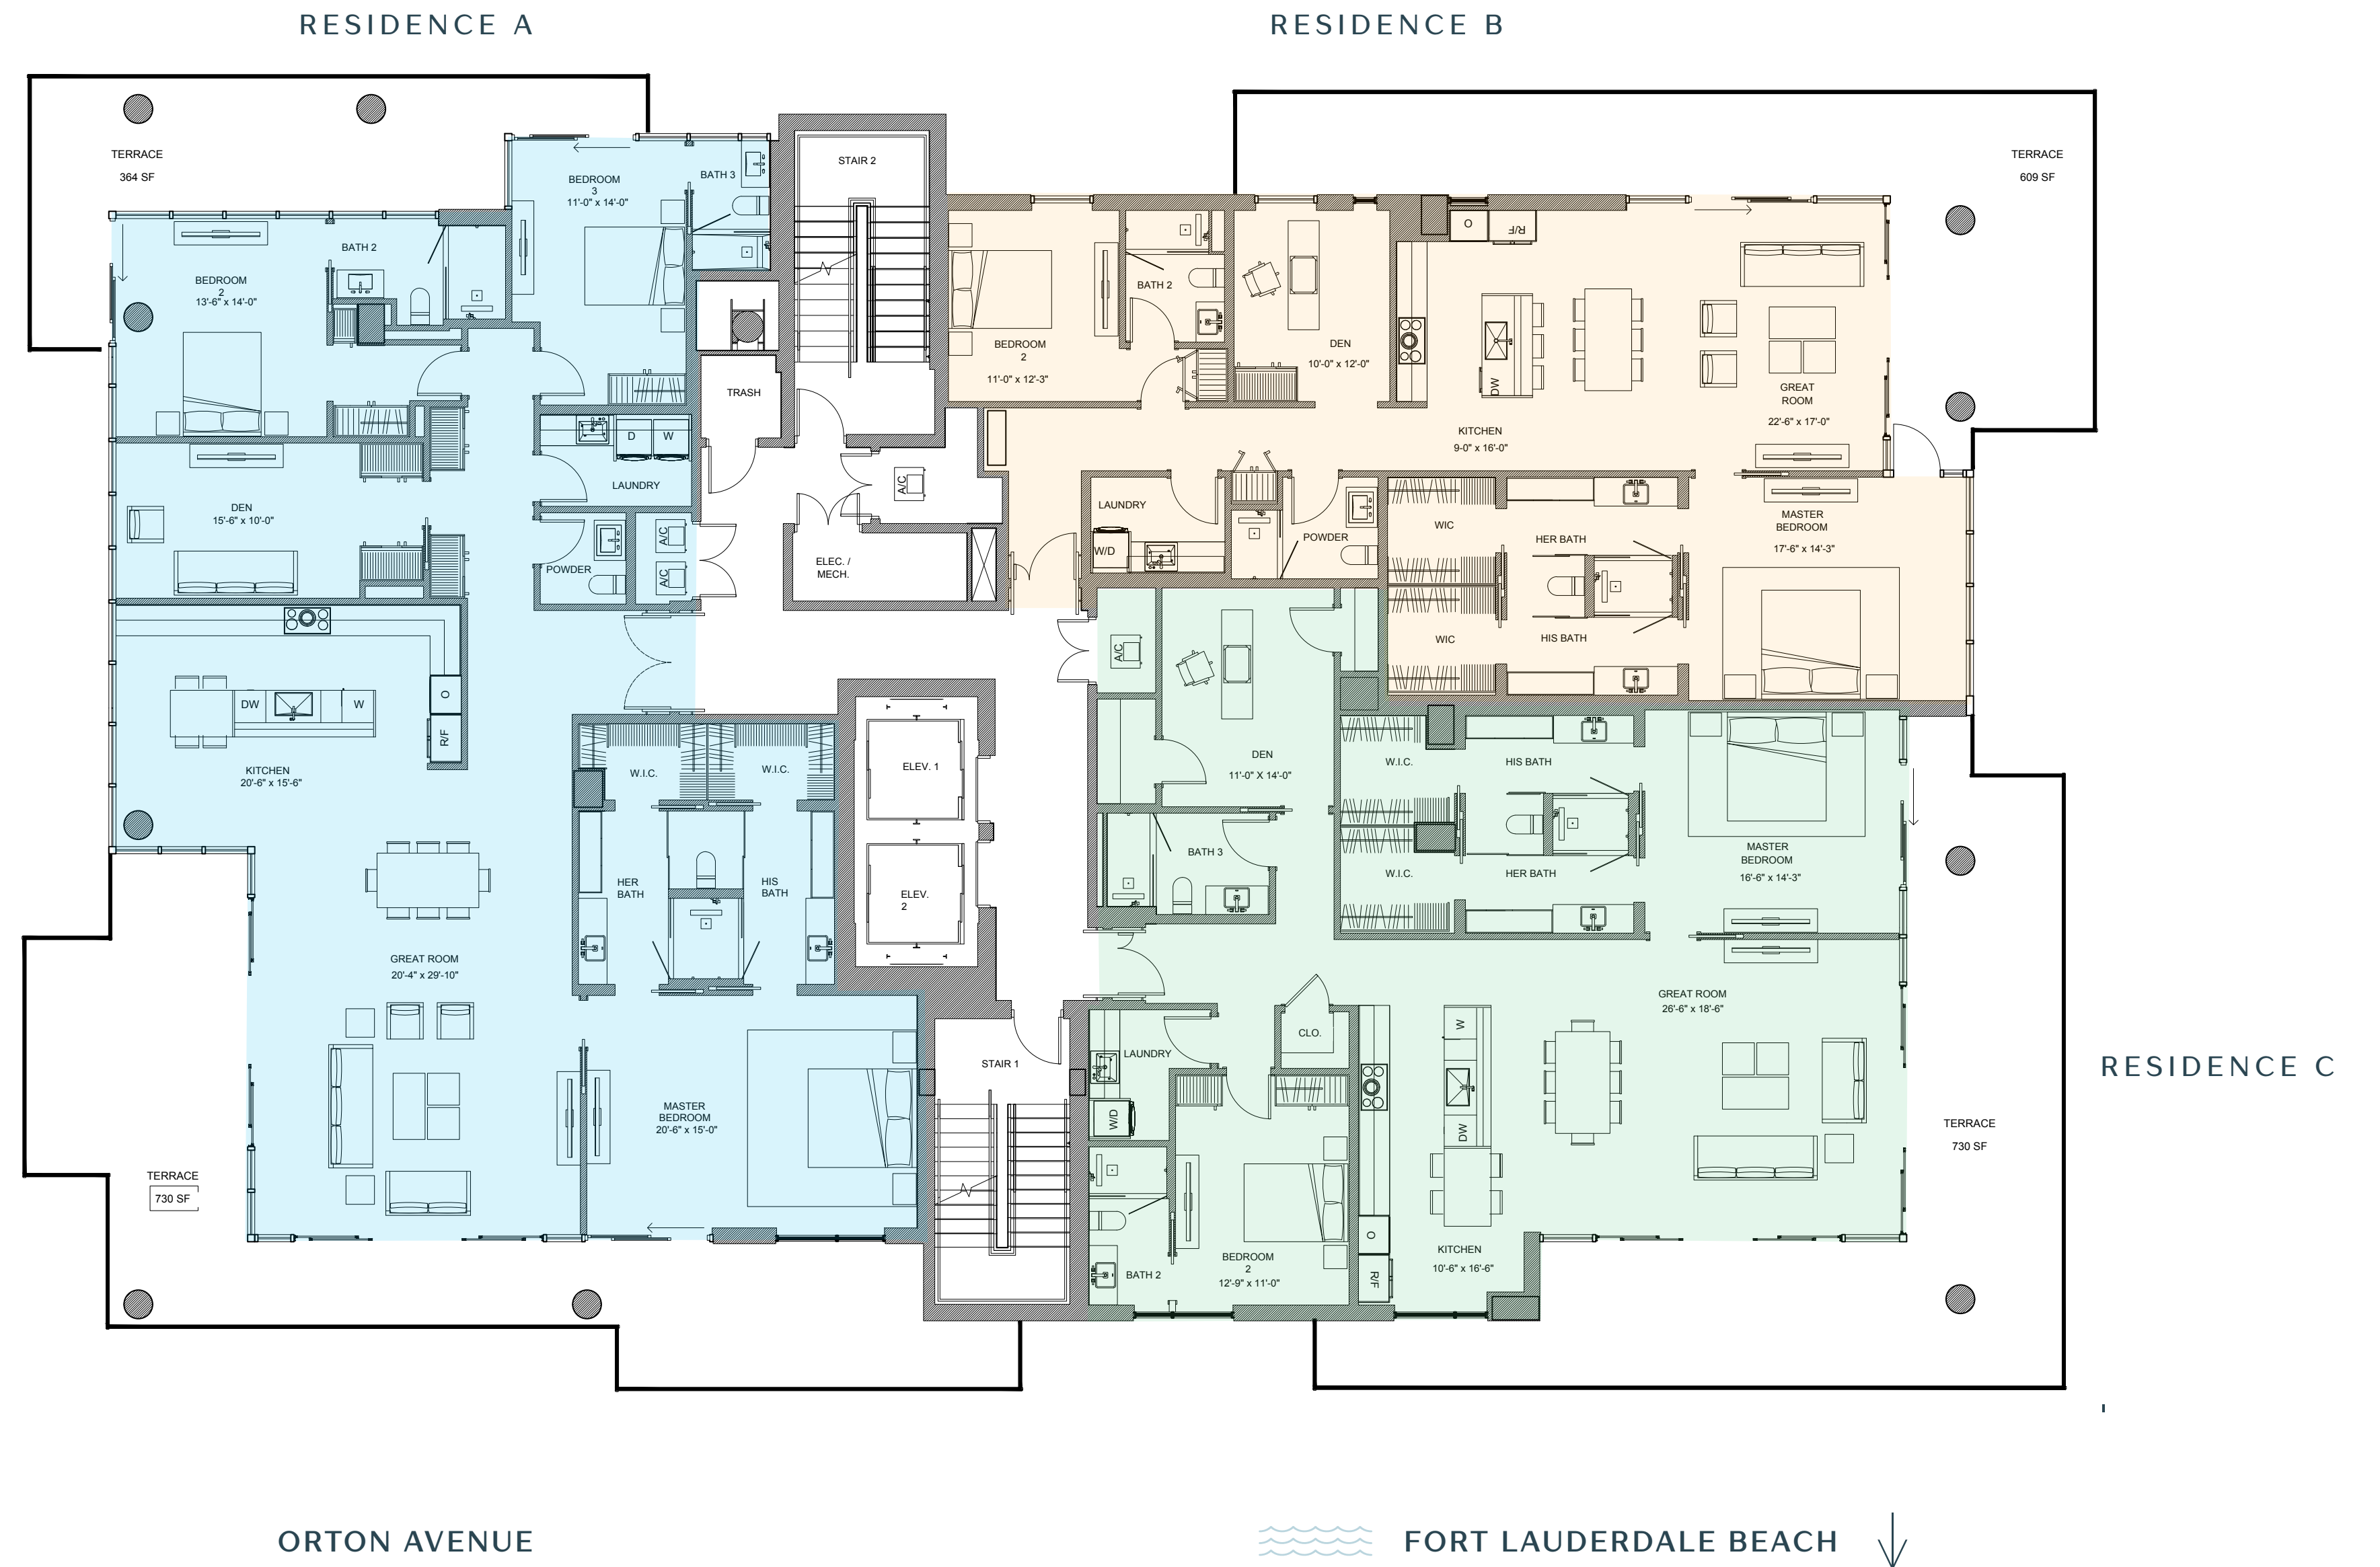 RESIDENCE A
RESIDENCE B
TERRACE
364 SF
BEDROOM
3
11'-0" x 14'-0"
BATH 3
STAIR 2
TERRACE
609 SF
BEDROOM
2
13'-6" x 14'-0"
BATH 2
BEDROOM
2
11'-0" x 12'-3"
BATH 2
DEN
10'-0" x 12'-0"
O
R/F
DW
KITCHEN
9-0" x 16'-0"
GREAT
ROOM
22'-6" x 17'-0"
TRASH
D
W
LAUNDRY
DEN
15'-6" x 10'-0"
POWDER
A/C
A/C
A/C
ELEC. /
MECH.
LAUNDRY
W/D
POWDER
WIC
HER BATH
MASTER
BEDROOM
17'-6" x 14'-3"
WIC
HIS BATH
A/C
DW
W
O
R/F
KITCHEN
20'-6" x 15'-6"
W.I.C.
W.I.C.
ELEV. 1
DEN
11'-0" X 14'-0"
W.I.C.
HIS BATH
MASTER
BEDROOM
16'-6" x 14'-3"
BATH 3
W.I.C.
HER BATH
HER
BATH
HIS
BATH
ELEV.
2
GREAT ROOM
20'-4" x 29'-10"
GREAT ROOM
26'-6" x 18'-6"
CLO.
W
STAIR 1
LAUNDRY
RESIDENCE C
MASTER
BEDROOM
20'-6" x 15'-0"
W/D
DW
TERRACE
730 SF
TERRACE
730 SF
O
R/F
KITCHEN
10'-6" x 16'-6"
BEDROOM
2
12'-9" x 11'-0"
BATH 2
ORTON AVENUE
FORT LAUDERDALE BEACH